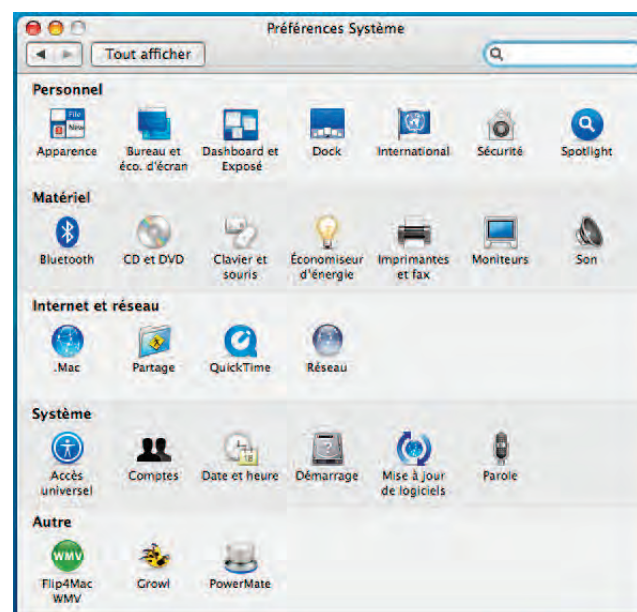 Préférences Système
Tout afficher
Personnel
File
New
Apparence
Bureau et
éco. d'écran
Dashboard et
Exposé
Dock
International
Sécurité
Spotlight
Matériel
Bluetooth
CD et DVD
Clavier et
souris
Économiseur
d'énergie
Imprimantes
et fax
Moniteurs
Son
Internet et réseau
.Mac
Partage
QuickTime
Réseau
Système
Accès
universel
Comptes
Date et heure
Démarrage
Mise à jour
de logiciels
Parole
Autre
WMV
Flip4Mac
WMV
Growl
PowerMate